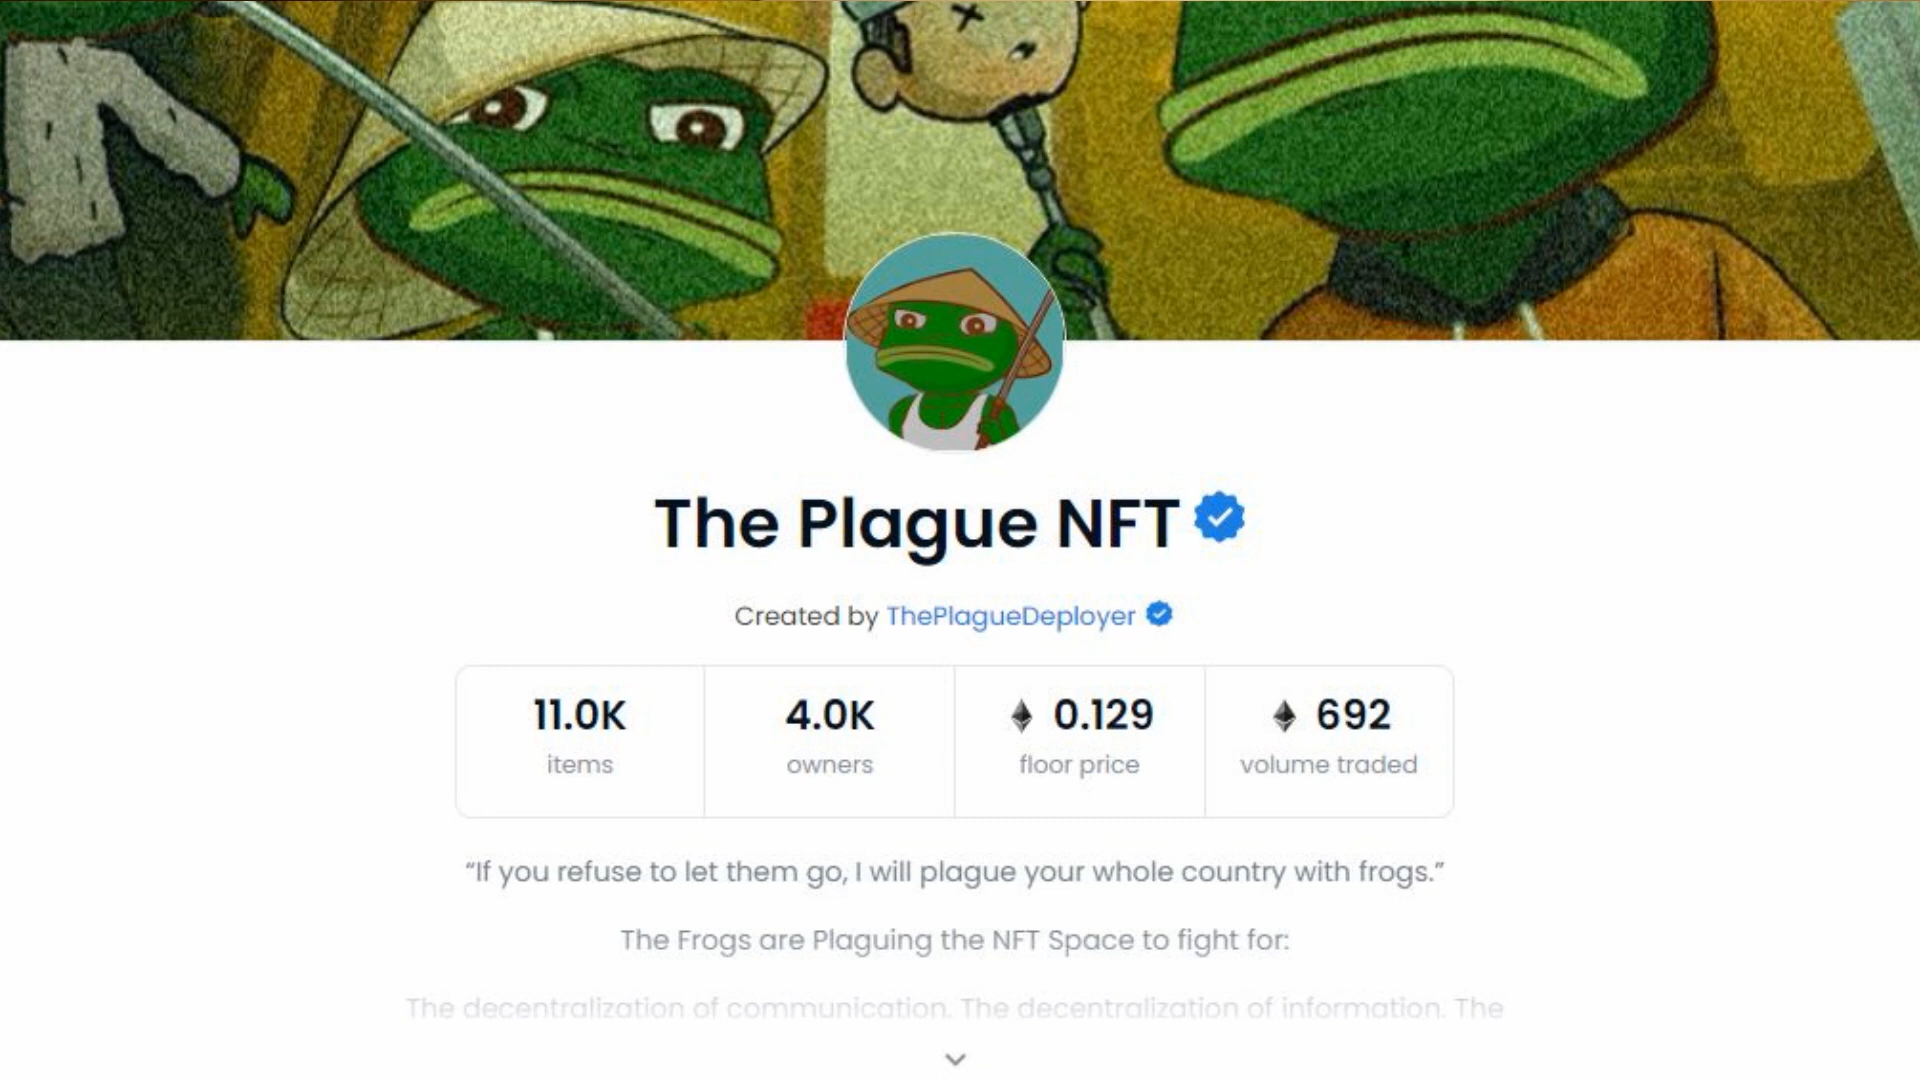 The Plague NFT
Created by ThePlagueDeployer
11.0K
items
4.0K
owners
0.129
floor price
692
volume traded
“If you refuse to let them go, I will plague your whole country with frogs.”
The Frogs are Plaguing the NFT Space to fight for:
The decentralization of communication. The decentralization of information. The